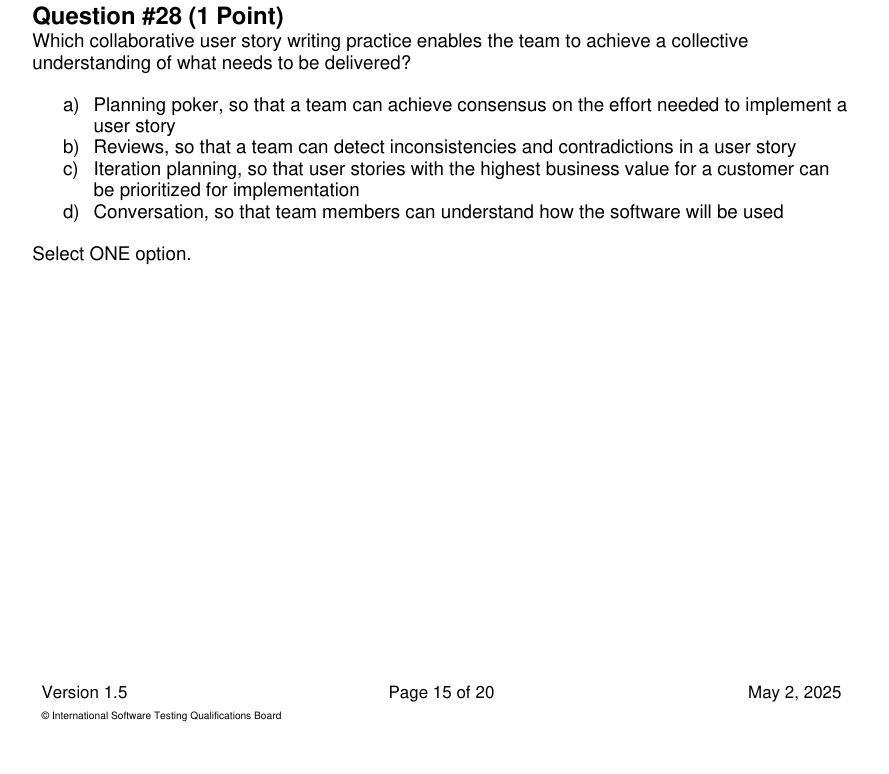 Question #28 (1 Point)
Which collaborative user story writing practice enables the team to achieve a collective
understanding of what needs to be delivered?
a) Planning poker, so that a team can achieve consensus on the effort needed to implement a
user story
b) Reviews, so that a team can detect inconsistencies and contradictions in a user story
c) Iteration planning, so that user stories with the highest business value for a customer can
be prioritized for implementation
d) Conversation, so that team members can understand how the software will be used
Select ONE option.
Version 1.5 Page 15 of 20 May 2, 2025
© International Software Testing Qualifications Board